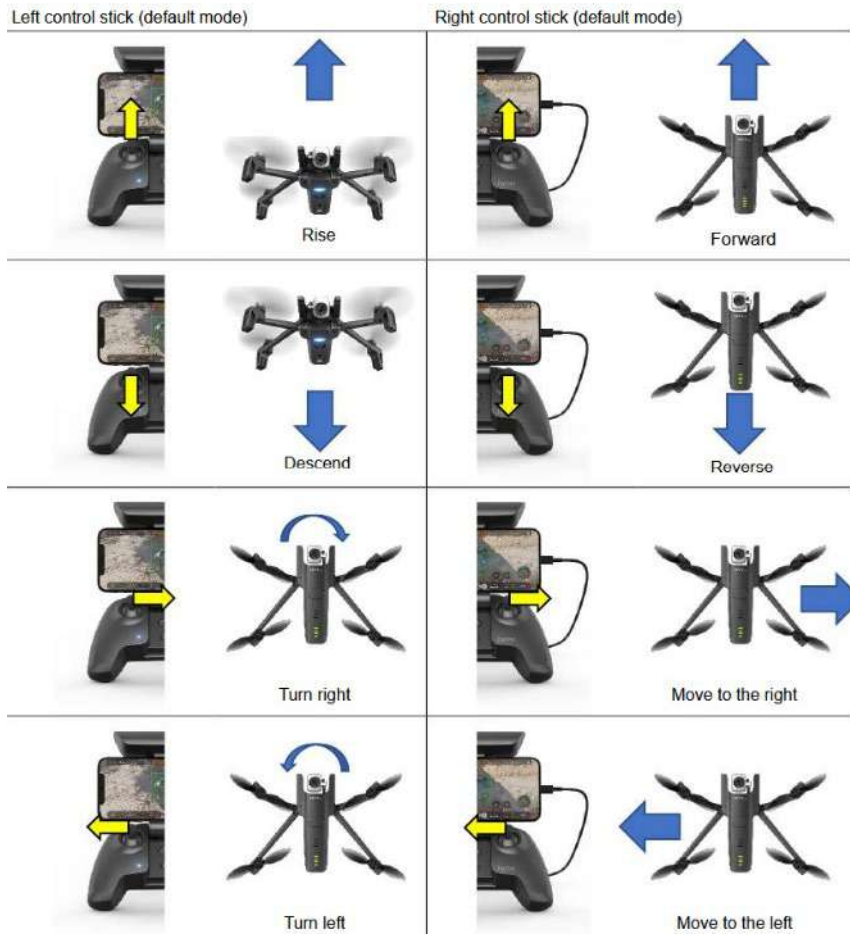 Left control stick (default mode)
Right control stick (default mode)
Rise
Forward
Descend
Reverse
Turn right
Move to the right
Turn left
Move to the left